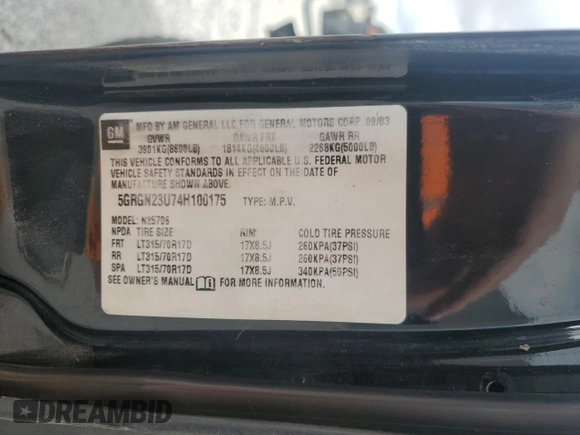 GM
MFD BY AM GENERAL LLC FOR GENERAL MOTORS CORP 09/03
GVWR GAWR FRT GAWR RR
3901KG(8600LB) 1814KG(4000LB) 2268KG(5000LB)
THIS VEHICLE CONFORMS TO ALL APPLICABLE U.S. FEDERAL MOTOR
VEHICLE SAFETY STANDARDS IN EFFECT ON THE DATE OF
MANUFACTURE SHOWN ABOVE.
5GRGN23U74H100175 TYPE: M.P.V.
MODEL: N25706
NPDA TIRE SIZE RIM COLD TIRE PRESSURE
FRT LT315/70R17D 17X8.5J 260KPA(37PSI)
RR LT315/70R17D 17X8.5J 260KPA(37PSI)
SPA LT315/70R17D 17X8.5J 340KPA(50PSI)
SEE OWNER'S MANUAL FOR MORE INFORMATION.
DREAMBID